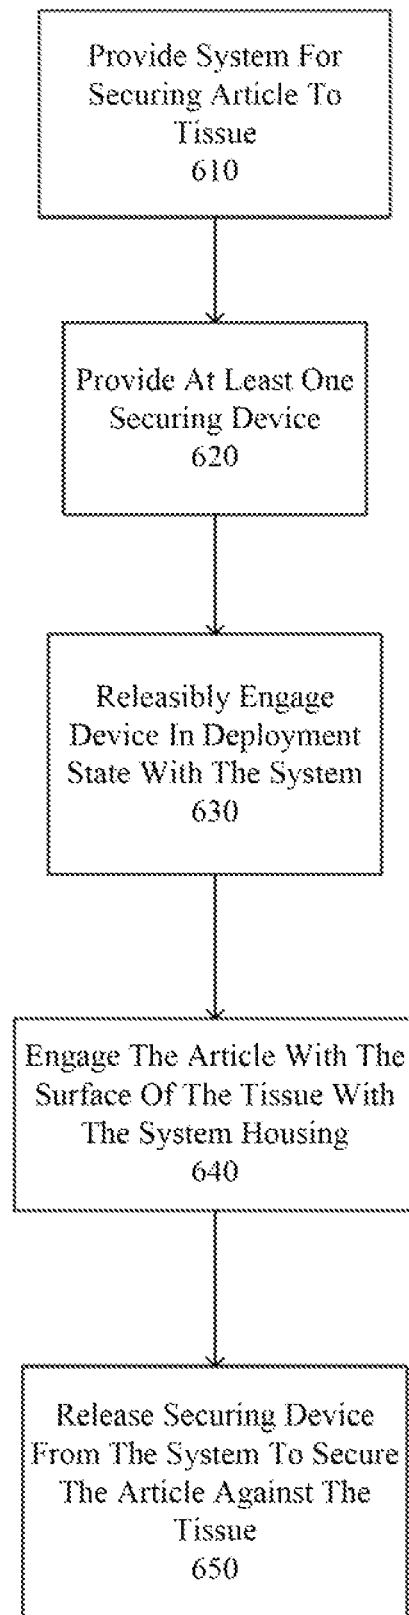 Provide System For
Securing Article To
Tissue
610
Provide At Least One
Securing Device
620
Releasibly Engage
Device In Deployment
State With The System
630
Engage The Article With The
Surface Of The Tissue With
The System Housing
640
Release Securing Device
From The System To Secure
The Article Against The
Tissue
650